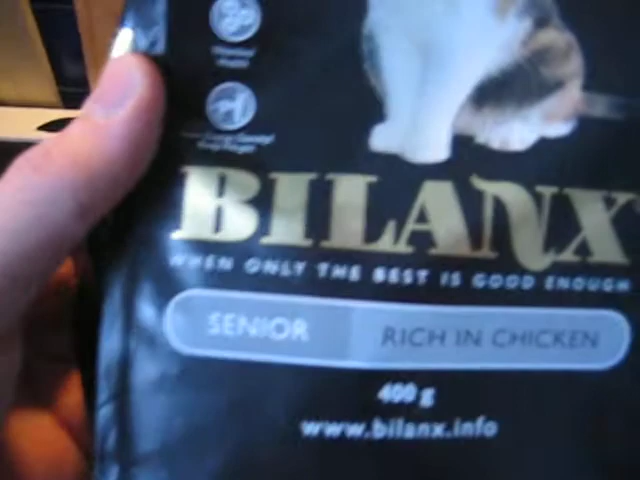 BILANX
WHEN ONLY THE BEST IS GOOD ENOUGH
SENIOR RICH IN CHICKEN
400 g
www.bilanx.info